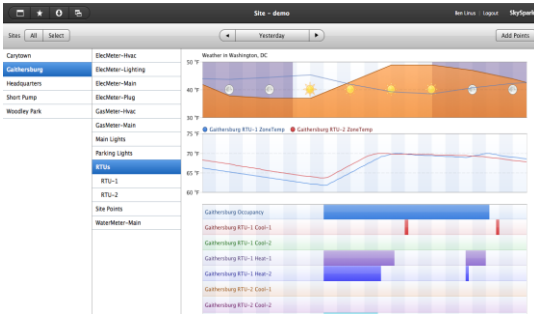 Site - demo
Ben Linus Logout SkySpark
Sites All Select
Yesterday
Add Points
Carytown
Gaithersburg
Headquarters
Short Pump
Woodley Park
ElecMeter-Hvac
ElecMeter-Lighting
ElecMeter-Main
ElecMeter-Plug
GasMeter-Hvac
GasMeter-Main
Main Lights
Parking Lights
RTUs
RTU-1
RTU-2
Site Points
WaterMeter-Main
Weather in Washington, DC
50 °F
40 °F
30 °F
Gaithersburg RTU-1 ZoneTemp Gaithersburg RTU-2 ZoneTemp
75 °F
70 °F
65 °F
60 °F
Gaithersburg Occupancy
Gaithersburg RTU-1 Cool-1
Gaithersburg RTU-1 Cool-2
Gaithersburg RTU-1 Heat-1
Gaithersburg RTU-1 Heat-2
Gaithersburg RTU-2 Cool-1
Gaithersburg RTU-2 Cool-2